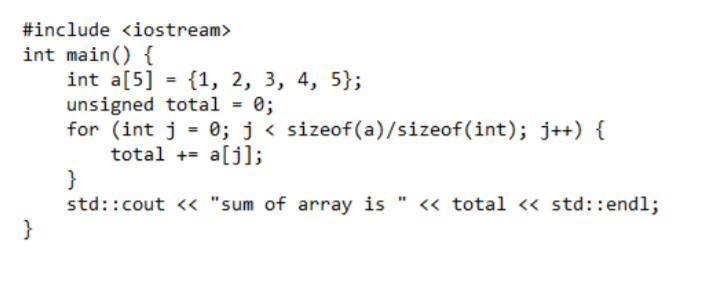 #include <iostream>
int main() {
    int a[5] = {1, 2, 3, 4, 5};
    unsigned total = 0;
    for (int j = 0; j < sizeof(a)/sizeof(int); j++) {
        total += a[j];
    }
    std::cout << "sum of array is " << total << std::endl;
}